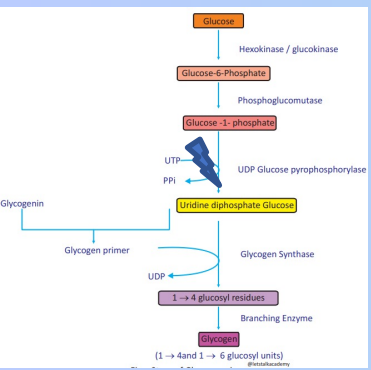 Glucose
Hexokinase / glucokinase
Glucose-6-Phosphate
Phosphoglucomutase
Glucose -1- phosphate
UTP
PPi
UDP Glucose pyrophosphorylase
Glycogenin
Uridine diphosphate Glucose
Glycogen primer
Glycogen Synthase
UDP
1 → 4 glucosyl residues
Branching Enzyme
Glycogen
(1 → 4and 1 → 6 glucosyl units)
@letstalkacademy